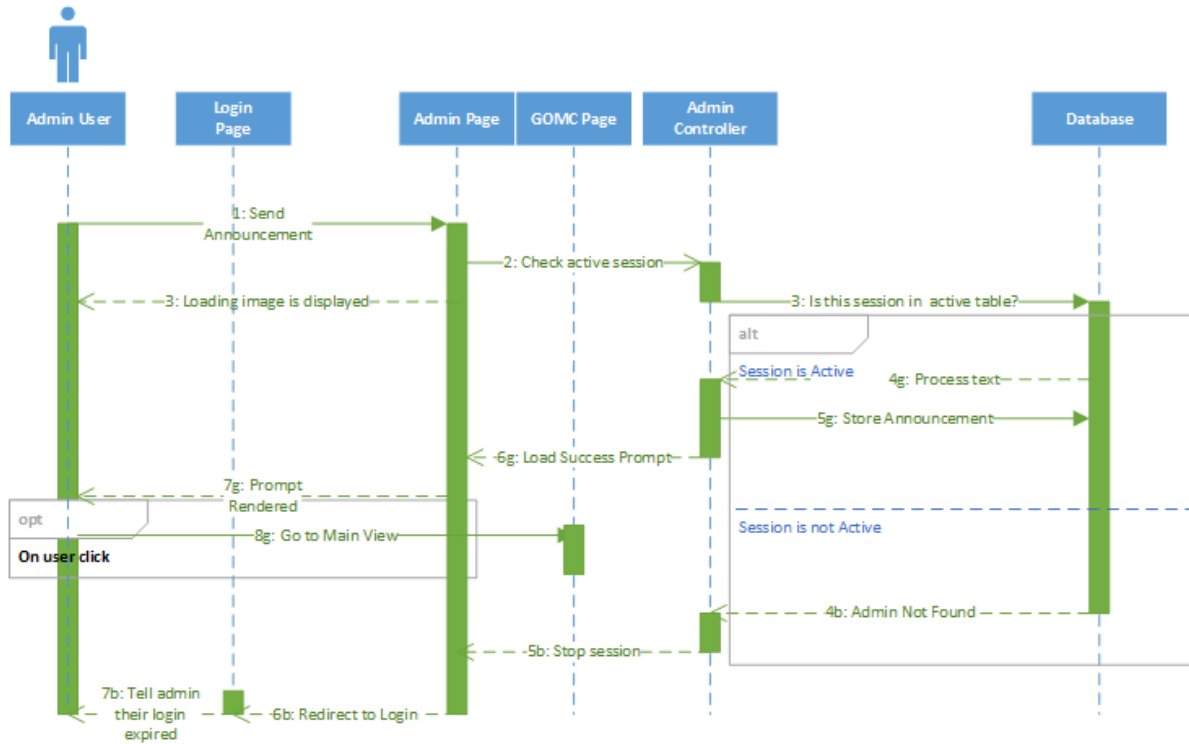 Admin User
Login
Page
Admin Page
GOMC Page
Admin
Controller
Database
1: Send
Announcement
2: Check active session
3: Loading image is displayed
3: Is this session in active table?
alt
Session is Active
4g: Process text
5g: Store Announcement
6g: Load Success Prompt
7g: Prompt
Rendered
opt
8g: Go to Main View
On user click
Session is not Active
4b: Admin Not Found
5b: Stop session
7b: Tell admin
their login
expired
6b: Redirect to Login